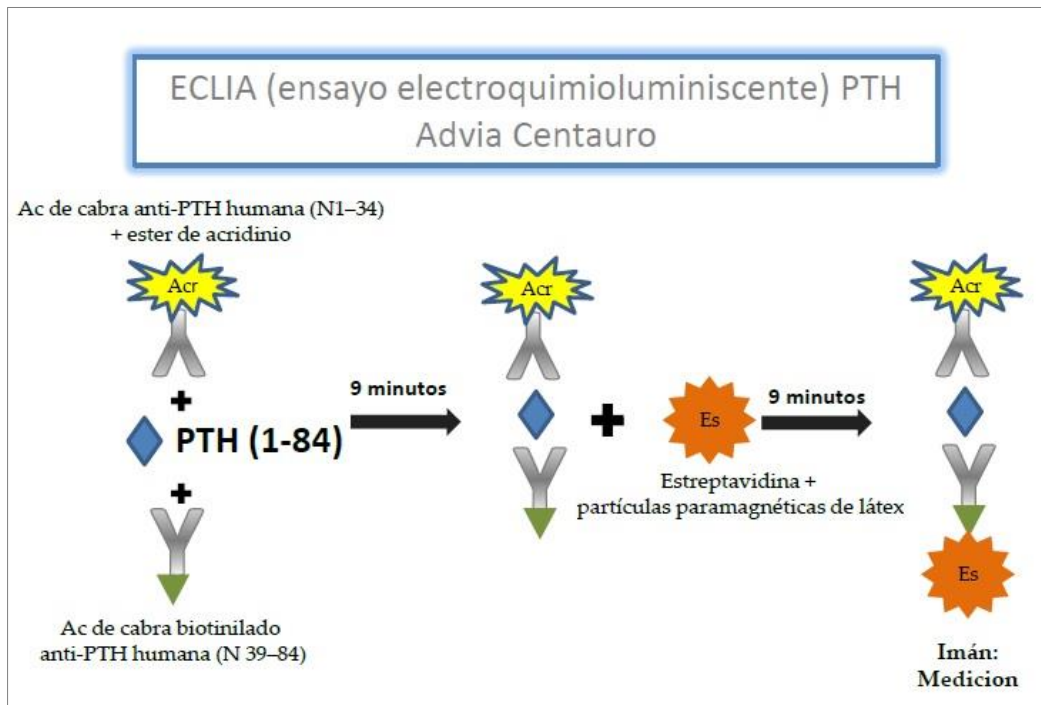 ECLIA (ensayo electroquimioluminiscente) PTH
Advia Centauro
Ac de cabra anti-PTH humana (N1–34)
+ ester de acridinio
Acr
Acr
Acr
+
9 minutos
9 minutos
PTH (1-84)
+
Es
+
Estreptavidina +
partículas paramagnéticas de látex
Es
Ac de cabra biotinilado
anti-PTH humana (N 39–84)
Imán:
Medicion